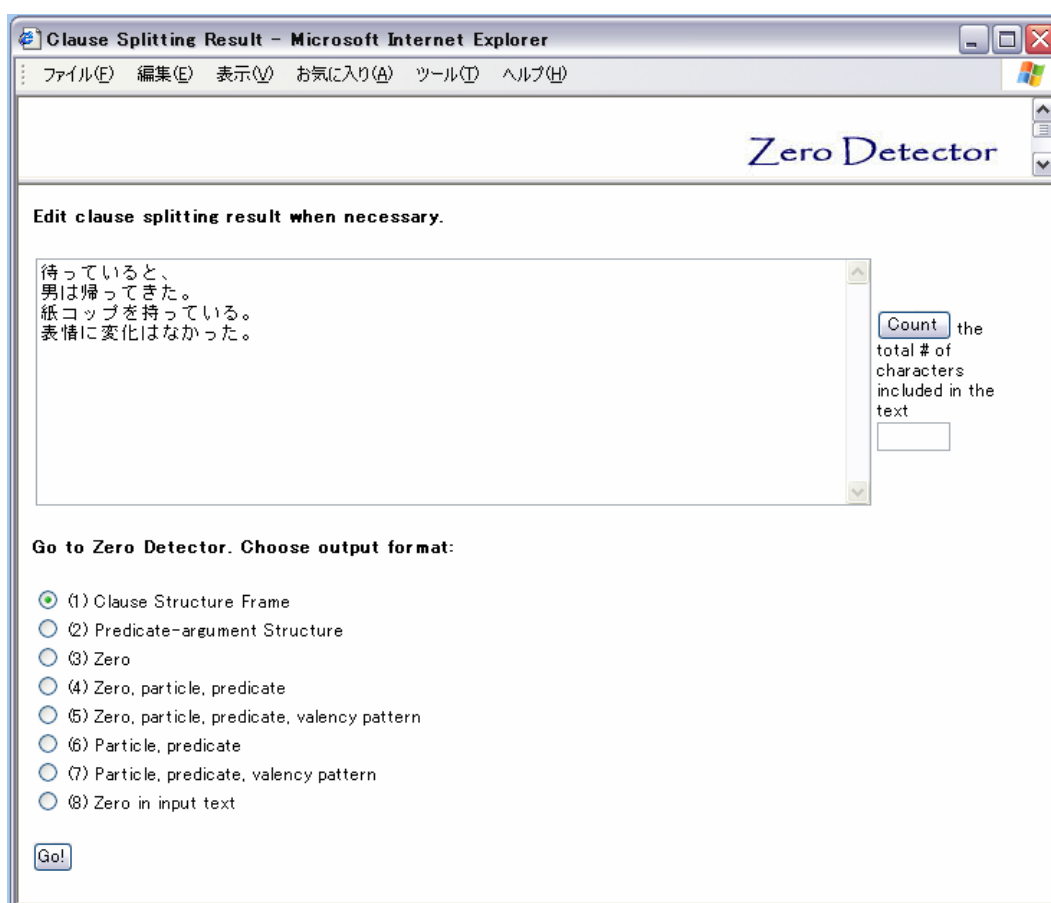 Clause Splitting Result - Microsoft Internet Explorer
ファイル(F) 編集(E) 表示(V) お気に入り(A) ツール(T) ヘルプ(H)
Zero Detector
Edit clause splitting result when necessary.
待っていると、
男は帰ってきた。
紙コップを持っている。
表情に変化はなかった。
Count the
total # of
characters
included in the
text
Go to Zero Detector. Choose output format:
(1) Clause Structure Frame
(2) Predicate-argument Structure
(3) Zero
(4) Zero, particle, predicate
(5) Zero, particle, predicate, valency pattern
(6) Particle, predicate
(7) Particle, predicate, valency pattern
(8) Zero in input text
Go!